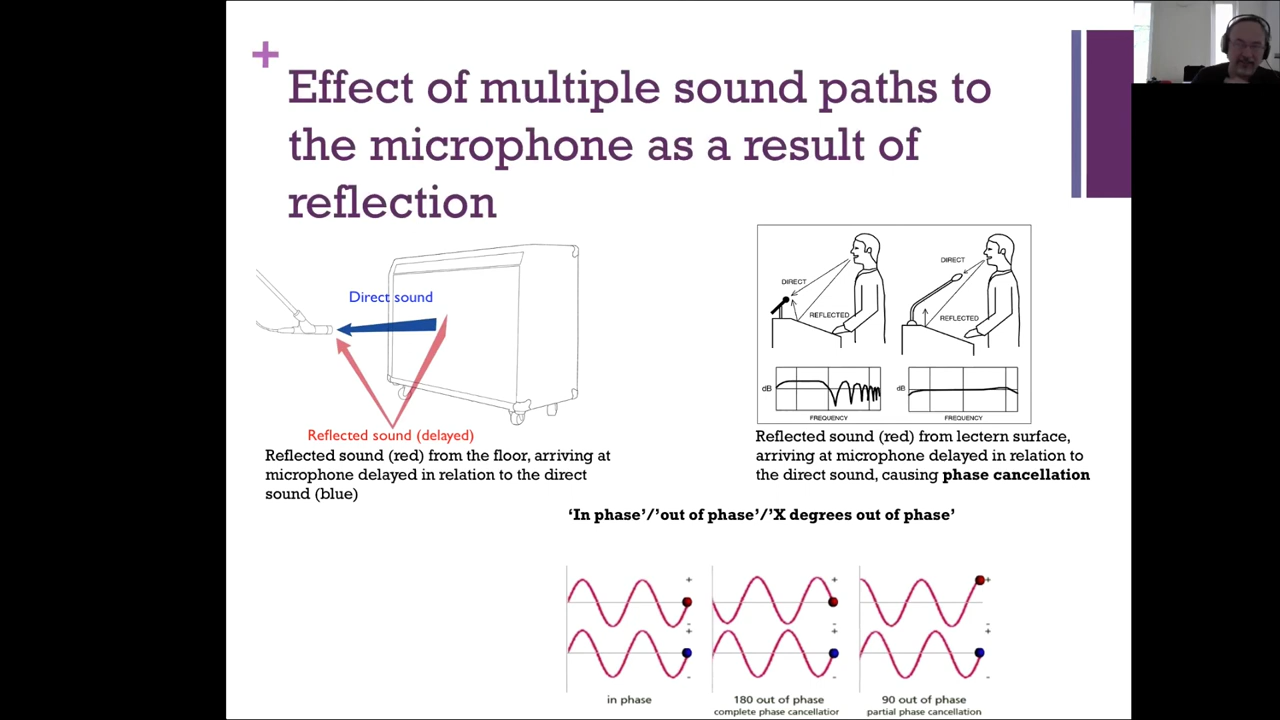 +
Effect of multiple sound paths to
the microphone as a result of
reflection
Direct sound
Reflected sound (delayed)
Reflected sound (red) from the floor, arriving at
microphone delayed in relation to the direct
sound (blue)
DIRECT
REFLECTED
DIRECT
REFLECTED
dB
FREQUENCY
dB
FREQUENCY
Reflected sound (red) from lectern surface,
arriving at microphone delayed in relation to
the direct sound, causing phase cancellation
‘In phase’/’out of phase’/’X degrees out of phase’
+
-
+
-
in phase
+
-
+
-
180 out of phase
complete phase cancellatior
+
-
+
-
90 out of phase
partial phase cancellation